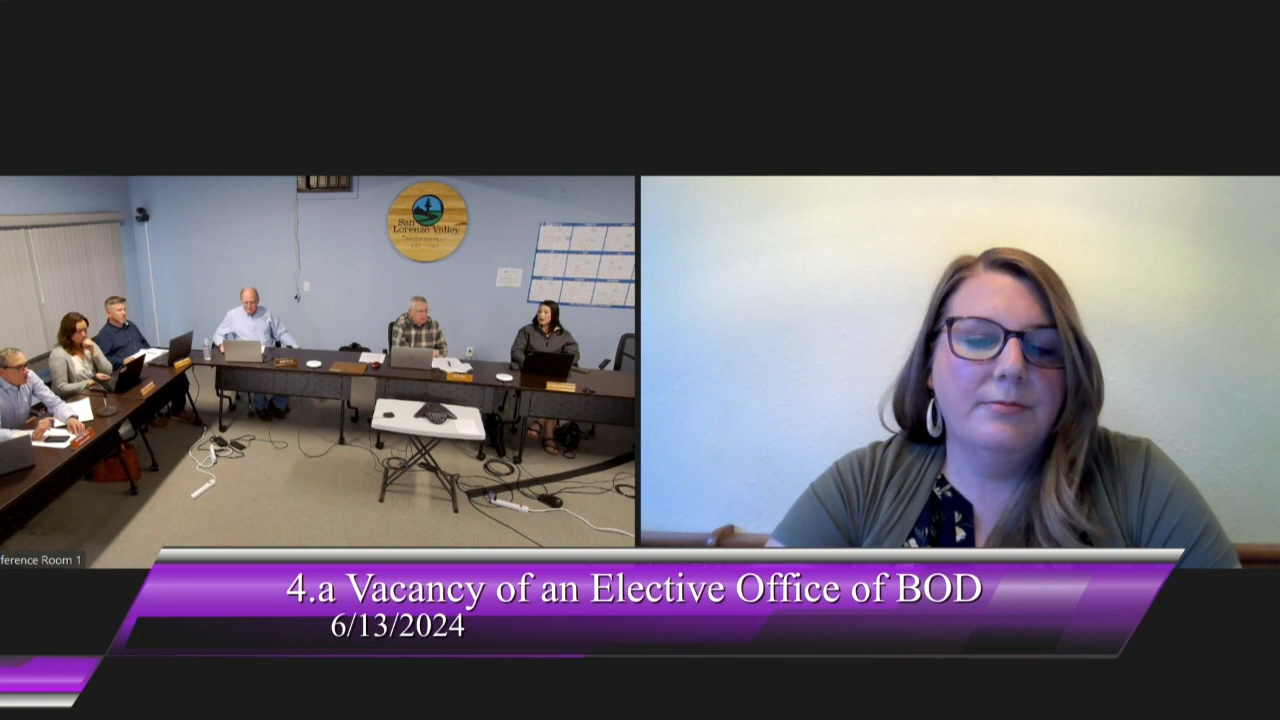 San
Lorenzo Valley
ference Room 1
4.a Vacancy of an Elective Office of BOD
6/13/2024